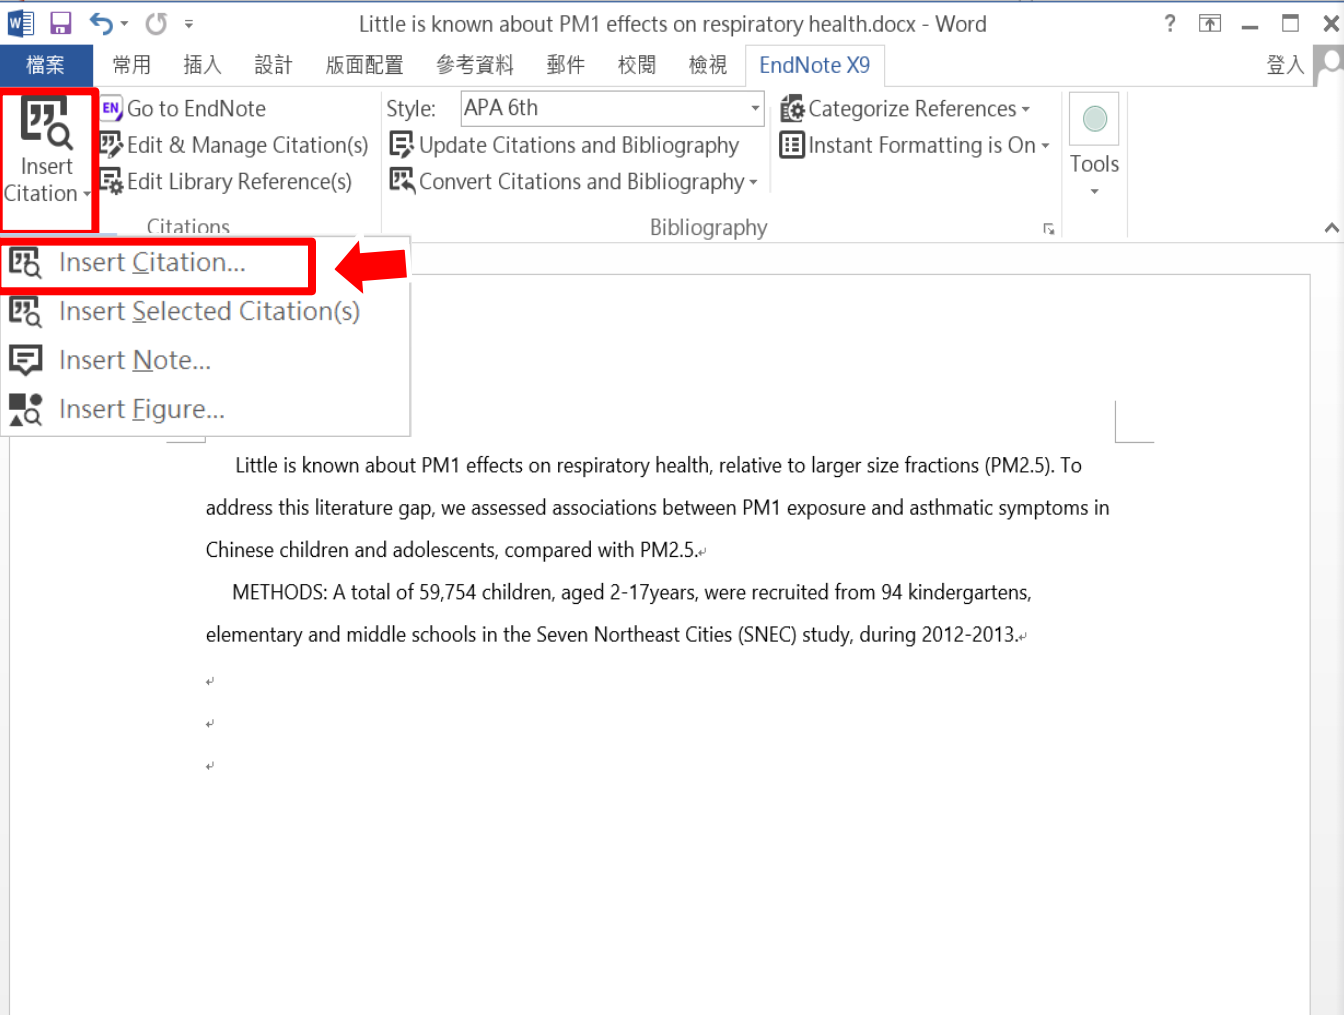 Little is known about PM1 effects on respiratory health.docx - Word
?
檔案 常用 插入 設計 版面配置 參考資料 郵件 校閱 檢視 EndNote X9 登入
Insert
Citation
EN Go to EndNote
Edit & Manage Citation(s)
Edit Library Reference(s)
Citations
Style: APA 6th
Update Citations and Bibliography
Convert Citations and Bibliography
Categorize References
Instant Formatting is On
Bibliography
Tools
Insert Citation...
Insert Selected Citation(s)
Insert Note...
Insert Figure...
Little is known about PM1 effects on respiratory health, relative to larger size fractions (PM2.5). To
address this literature gap, we assessed associations between PM1 exposure and asthmatic symptoms in
Chinese children and adolescents, compared with PM2.5.
METHODS: A total of 59,754 children, aged 2-17years, were recruited from 94 kindergartens,
elementary and middle schools in the Seven Northeast Cities (SNEC) study, during 2012-2013.